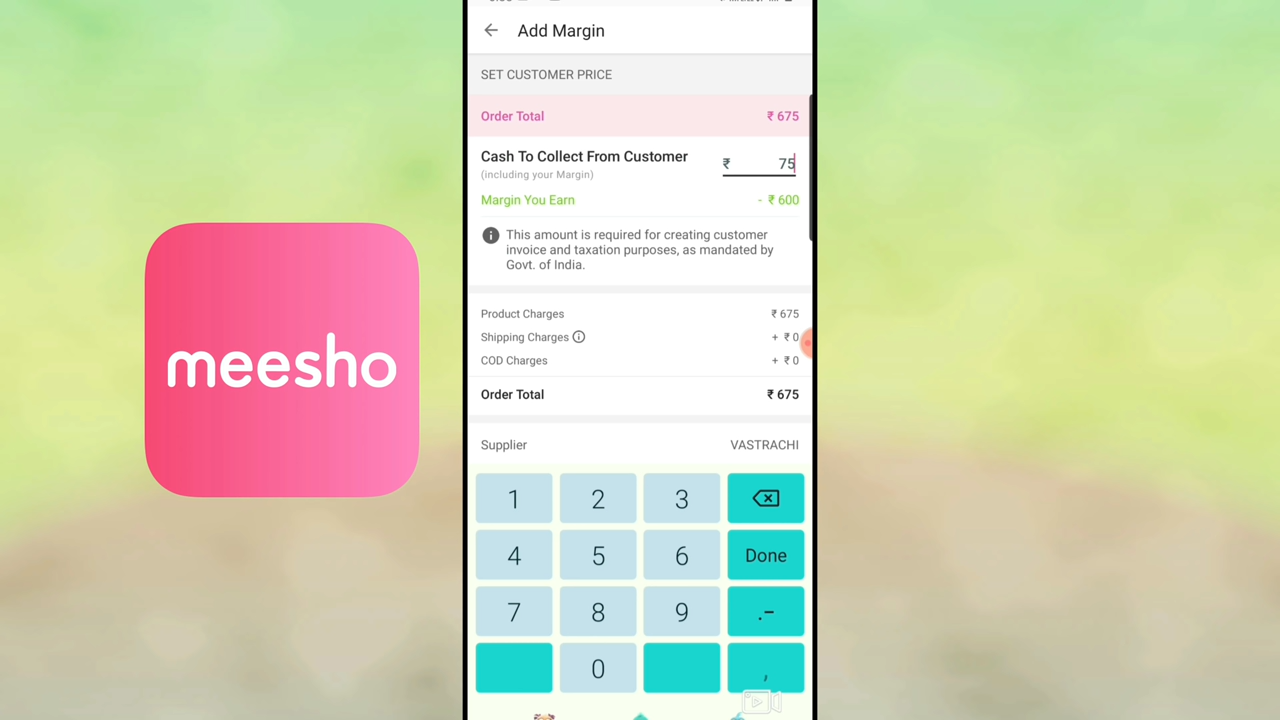 meesho
Add Margin
SET CUSTOMER PRICE
Order Total ₹ 675
Cash To Collect From Customer ₹ 75
(including your Margin)
Margin You Earn - ₹ 600
This amount is required for creating customer
invoice and taxation purposes, as mandated by
Govt. of India.
Product Charges ₹ 675
Shipping Charges + ₹ 0
COD Charges + ₹ 0
Order Total ₹ 675
Supplier VASTRACHI
1 2 3
4 5 6 Done
7 8 9 .-
0 ,